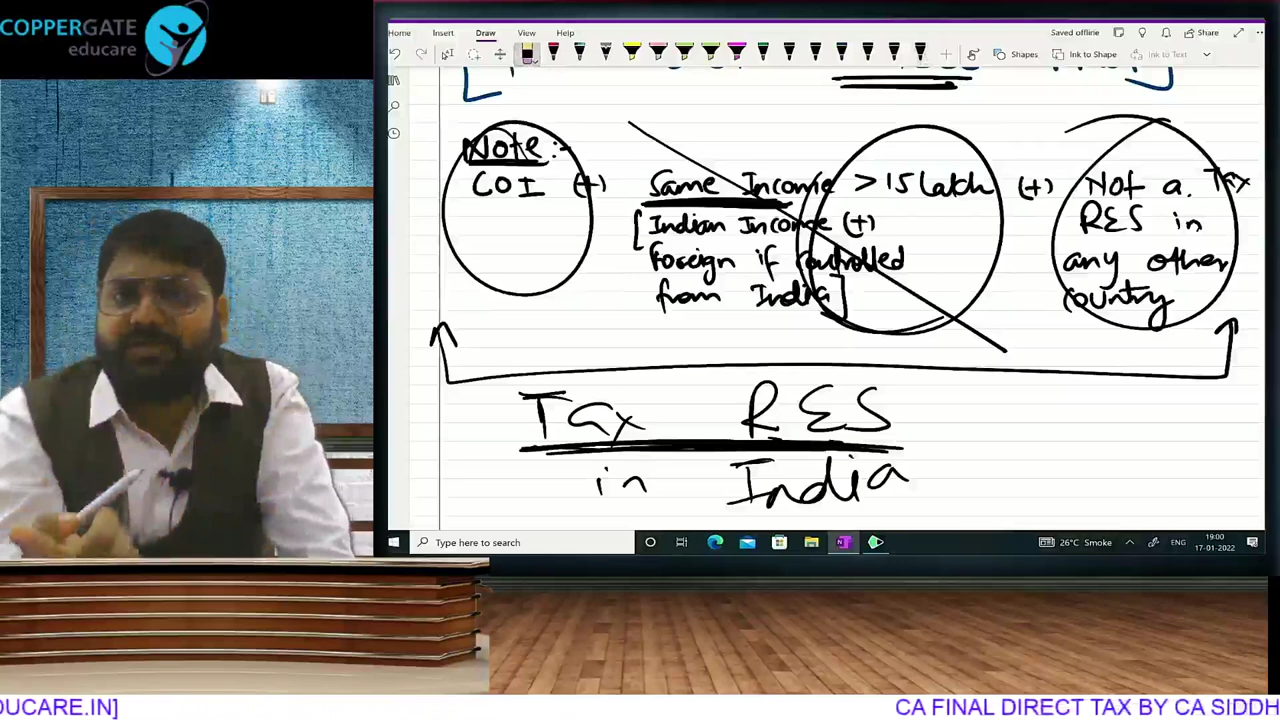 COPPERGATE
educare
Home Insert Draw View Help
Saved offline
Share
Shapes
Ink to Shape
Ink to Text
Note :-
COI (+) Same Income > 15 Lakh (+) Not a Tax
[Indian Income (+) RES in
Foreign if controlled any other
from India] country
Tax RES
in India
Type here to search
26°C Smoke
ENG
19:00
17-01-2022
DUCARE.IN]
CA FINAL DIRECT TAX BY CA SIDDH